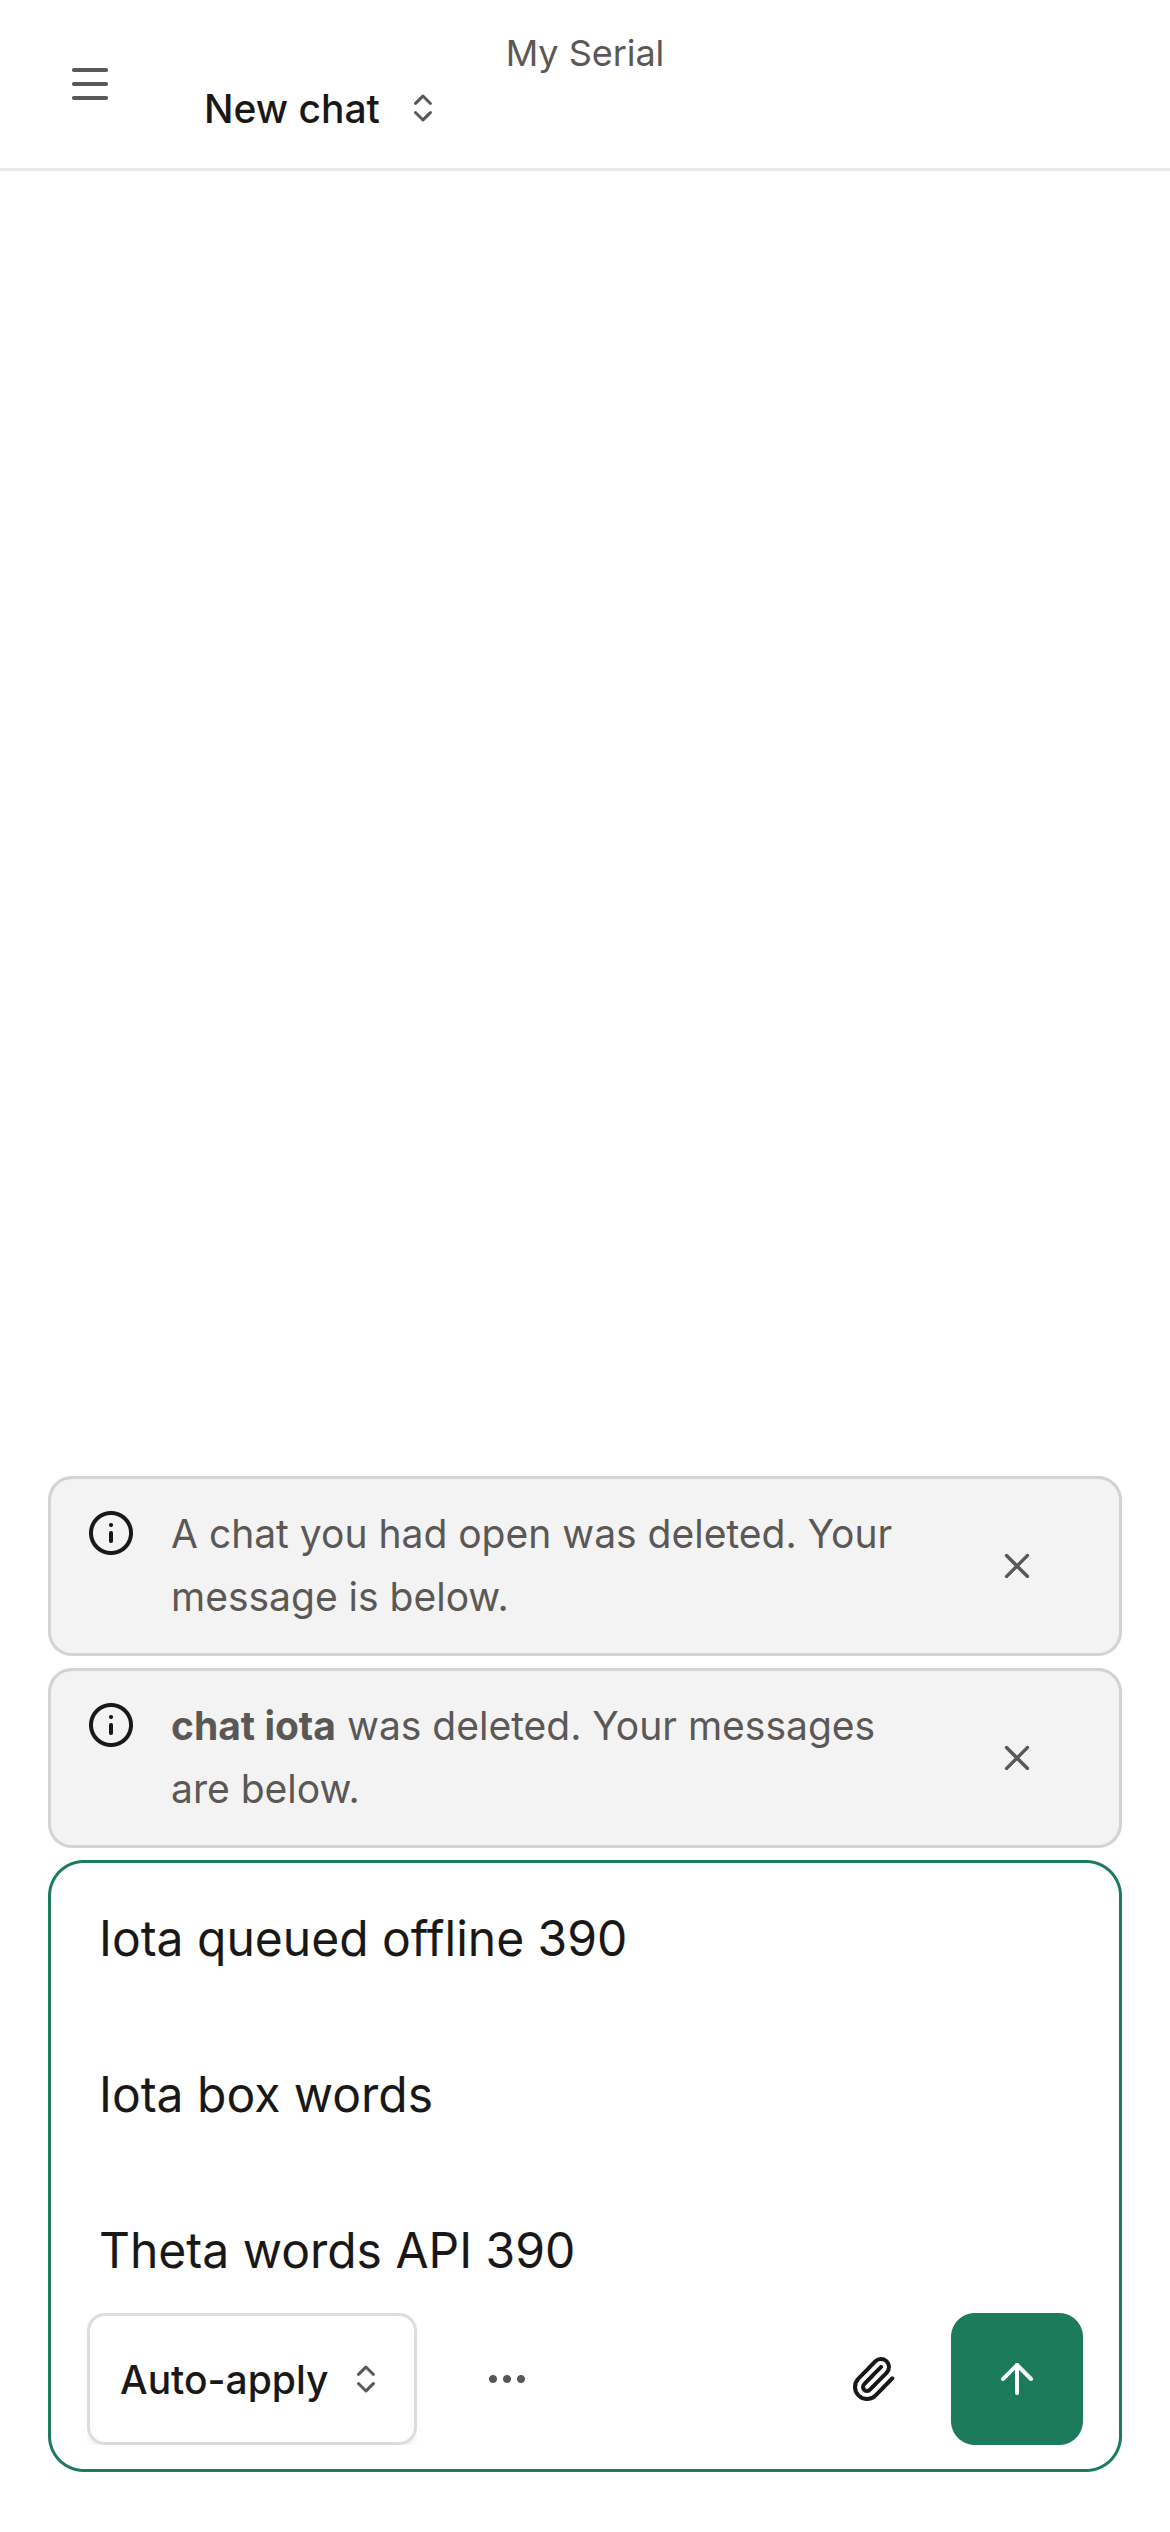 My Serial
New chat
A chat you had open was deleted. Your
message is below.
chat iota was deleted. Your messages
are below.
Iota queued offline 390
Iota box words
Theta words API 390
Auto-apply